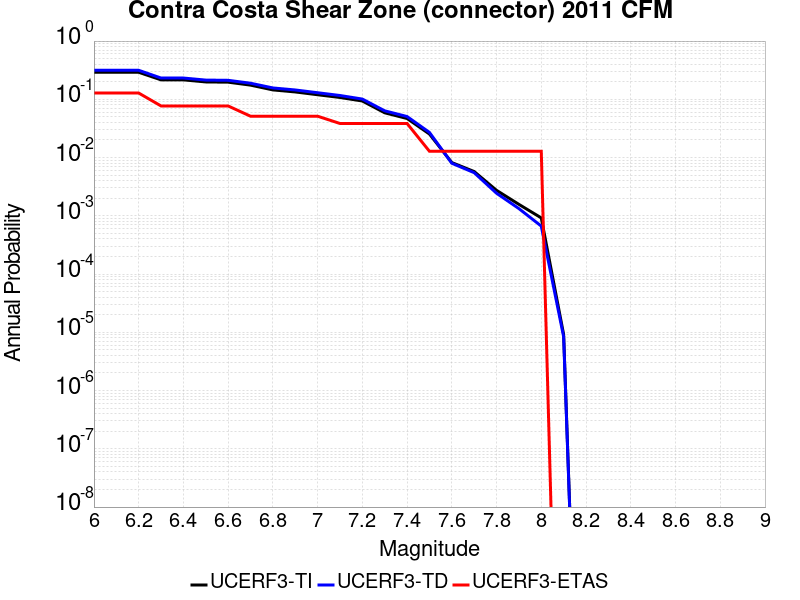 Contra Costa Shear Zone (connector) 2011 CFM
Annual Probability
10^0
10^-1
10^-2
10^-3
10^-4
10^-5
10^-6
10^-7
10^-8
6 6.2 6.4 6.6 6.8 7 7.2 7.4 7.6 7.8 8 8.2 8.4 8.6 8.8 9
Magnitude
UCERF3-TI UCERF3-TD UCERF3-ETAS